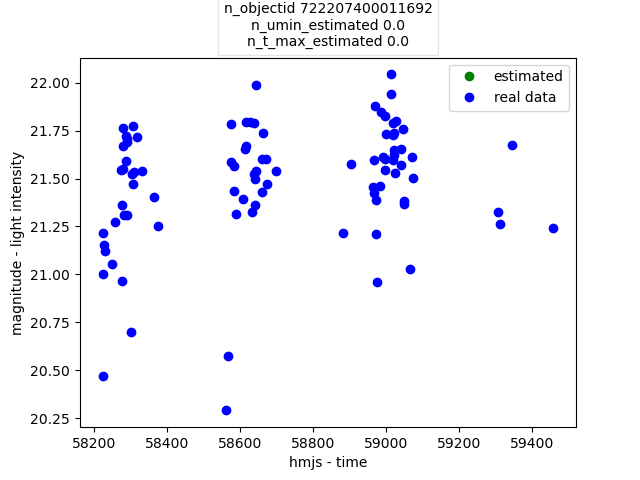 n_objectid 722207400011692
n_umin_estimated 0.0
n_t_max_estimated 0.0
estimated
real data
22.00
21.75
21.50
21.25
21.00
20.75
20.50
20.25
magnitude - light intensity
58200 58400 58600 58800 59000 59200 59400
hmjs - time